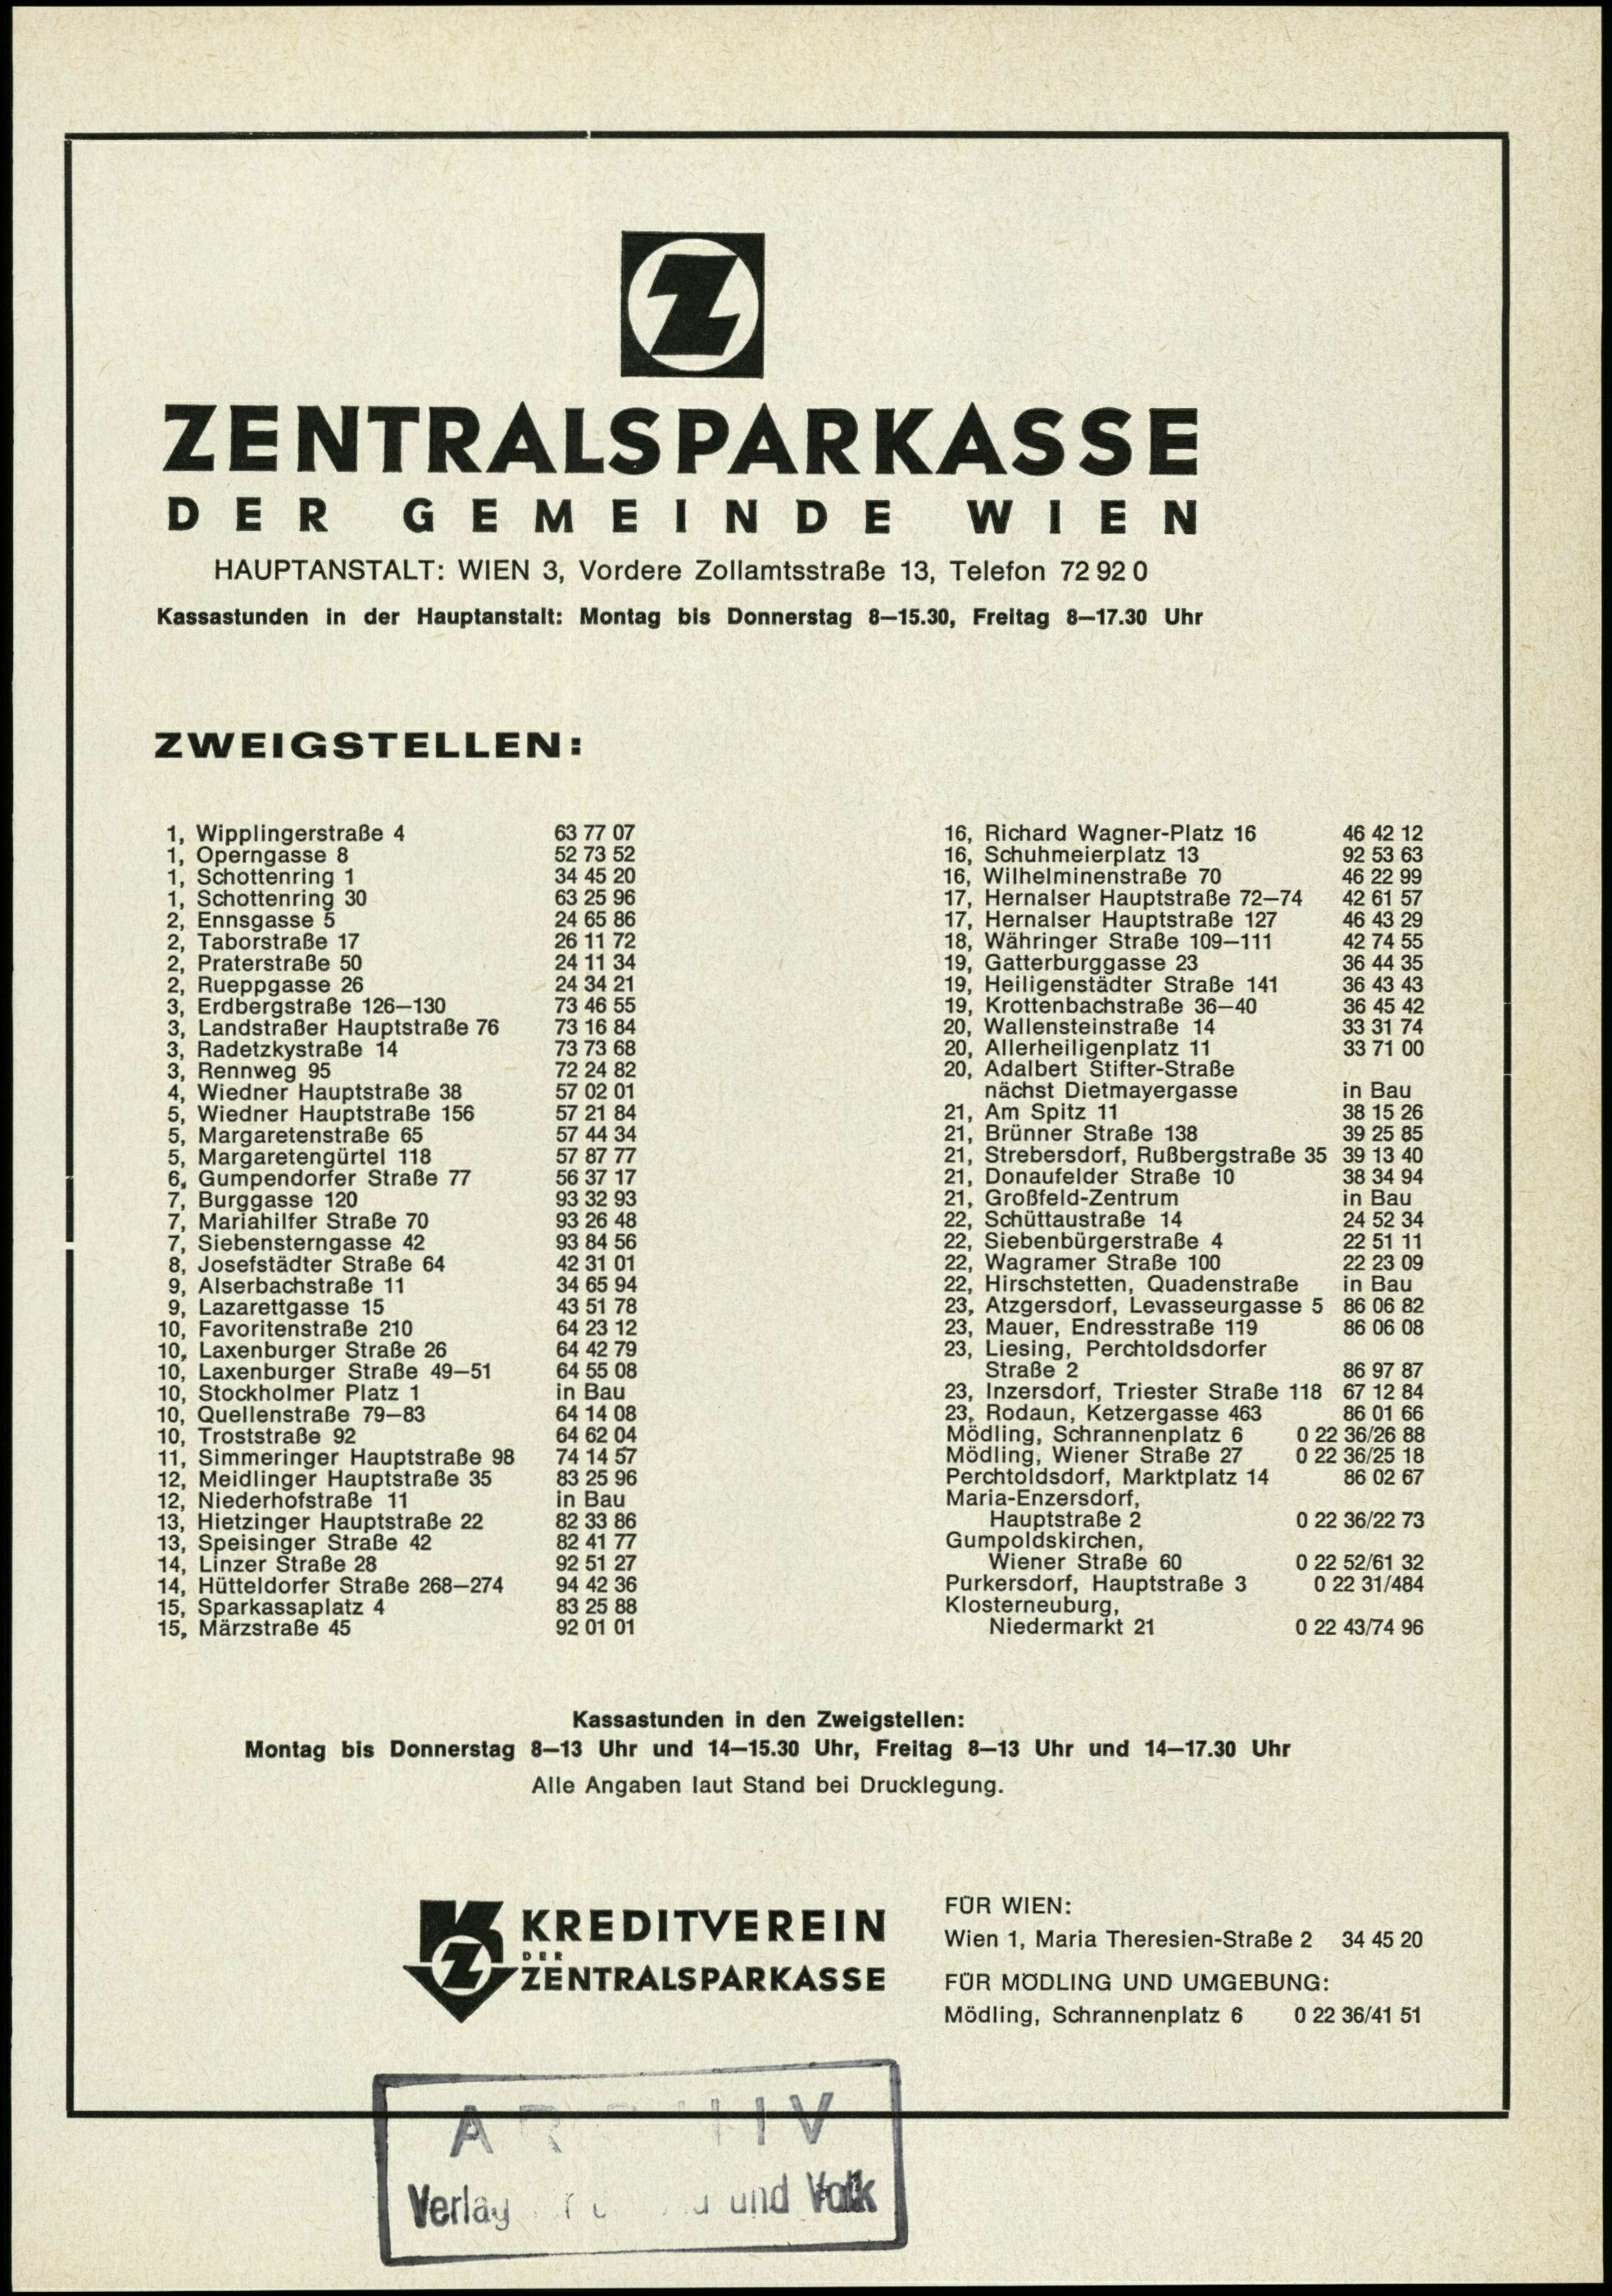 Z
ZENTRALSPARKASSE
DER GEMEINDE WIEN
HAUPTANSTALT: WIEN 3, Vordere Zollamtsstraße 13, Telefon 72 92 0
Kassastunden in der Hauptanstalt: Montag bis Donnerstag 8–15.30, Freitag 8–17.30 Uhr
ZWEIGSTELLEN:
1, Wipplingerstraße 4 63 77 07
1, Operngasse 8 52 73 52
1, Schottenring 1 34 45 20
1, Schottenring 30 63 25 96
2, Ennsgasse 5 24 65 86
2, Taborstraße 17 26 11 72
2, Praterstraße 50 24 11 34
2, Rueppgasse 26 24 34 21
3, Erdbergstraße 126–130 73 46 55
3, Landstraßer Hauptstraße 76 73 16 84
3, Radetzkystraße 14 73 73 68
3, Rennweg 95 72 24 82
4, Wiedner Hauptstraße 38 57 02 01
5, Wiedner Hauptstraße 156 57 21 84
5, Margaretenstraße 65 57 44 34
5, Margaretengürtel 118 57 87 77
6, Gumpendorfer Straße 77 56 37 17
7, Burggasse 120 93 32 93
7, Mariahilfer Straße 70 93 26 48
7, Siebensterngasse 42 93 84 56
8, Josefstädter Straße 64 42 31 01
9, Alserbachstraße 11 34 65 94
9, Lazarettgasse 15 43 51 78
10, Favoritenstraße 210 64 23 12
10, Laxenburger Straße 26 64 42 79
10, Laxenburger Straße 49–51 64 55 08
10, Stockholmer Platz 1 in Bau
10, Quellenstraße 79–83 64 14 08
10, Troststraße 92 64 62 04
11, Simmeringer Hauptstraße 98 74 14 57
12, Meidlinger Hauptstraße 35 83 25 96
12, Niederhofstraße 11 in Bau
13, Hietzinger Hauptstraße 22 82 33 86
13, Speisinger Straße 42 82 41 77
14, Linzer Straße 28 92 51 27
14, Hütteldorfer Straße 268–274 94 42 36
15, Sparkassaplatz 4 83 25 88
15, Märzstraße 45 92 01 01
16, Richard Wagner-Platz 16 46 42 12
16, Schuhmeierplatz 13 92 53 63
16, Wilhelminenstraße 70 46 22 99
17, Hernalser Hauptstraße 72–74 42 61 57
17, Hernalser Hauptstraße 127 46 43 29
18, Währinger Straße 109–111 42 74 55
19, Gatterburggasse 23 36 44 35
19, Heiligenstädter Straße 141 36 43 43
19, Krottenbachstraße 36–40 36 45 42
20, Wallensteinstraße 14 33 31 74
20, Allerheiligenplatz 11 33 71 00
20, Adalbert Stifter-Straße
nächst Dietmayergasse in Bau
21, Am Spitz 11 38 15 26
21, Brünner Straße 138 39 25 85
21, Strebersdorf, Rußbergstraße 35 39 13 40
21, Donaufelder Straße 10 38 34 94
21, Großfeld-Zentrum in Bau
22, Schüttaustraße 14 24 52 34
22, Siebenbürgerstraße 4 22 51 11
22, Wagramer Straße 100 22 23 09
22, Hirschstetten, Quadenstraße in Bau
23, Atzgersdorf, Levasseurgasse 5 86 06 82
23, Mauer, Endresstraße 119 86 06 08
23, Liesing, Perchtoldsdorfer
Straße 2 86 97 87
23, Inzersdorf, Triester Straße 118 67 12 84
23, Rodaun, Ketzergasse 463 86 01 66
Mödling, Schrannenplatz 6 0 22 36/26 88
Mödling, Wiener Straße 27 0 22 36/25 18
Perchtoldsdorf, Marktplatz 14 86 02 67
Maria-Enzersdorf,
Hauptstraße 2 0 22 36/22 73
Gumpoldskirchen,
Wiener Straße 60 0 22 52/61 32
Purkersdorf, Hauptstraße 3 0 22 31/484
Klosterneuburg,
Niedermarkt 21 0 22 43/74 96
Kassastunden in den Zweigstellen:
Montag bis Donnerstag 8–13 Uhr und 14–15.30 Uhr, Freitag 8–13 Uhr und 14–17.30 Uhr
Alle Angaben laut Stand bei Drucklegung.
KREDITVEREIN
DER
ZENTRALSPARKASSE
FÜR WIEN:
Wien 1, Maria Theresien-Straße 2 34 45 20
FÜR MÖDLING UND UMGEBUNG:
Mödling, Schrannenplatz 6 0 22 36/41 51
ARCHIV
Verlag und Volk